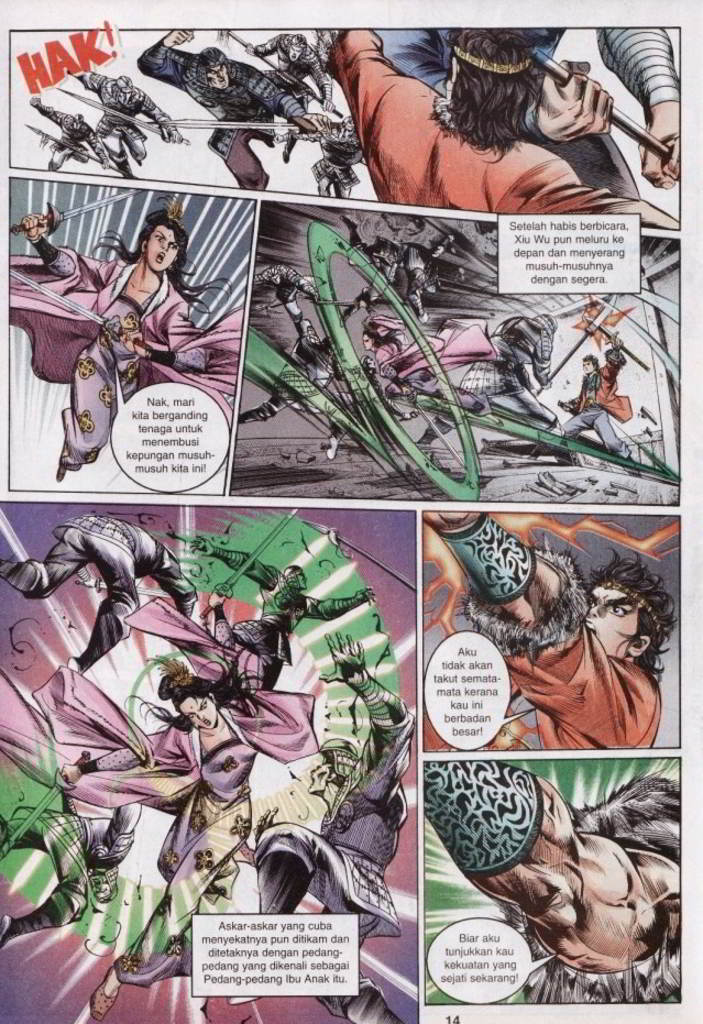 HAK!
Setelah habis berbicara,
Xiu Wu pun meluru ke
depan dan menyerang
musuh-musuhnya
dengan segera.
Nak, mari
kita berganding
tenaga untuk
menembusi
kepungan musuh-
musuh kita ini!
Aku
tidak akan
takut semata-
mata kerana
kau ini
berbadan
besar!
Askar-askar yang cuba
menyekatnya pun ditikam dan
ditetaknya dengan pedang-
pedang yang dikenali sebagai
Pedang-pedang Ibu Anak itu.
Biar aku
tunjukkan kau
kekuatan yang
sejati sekarang!
14